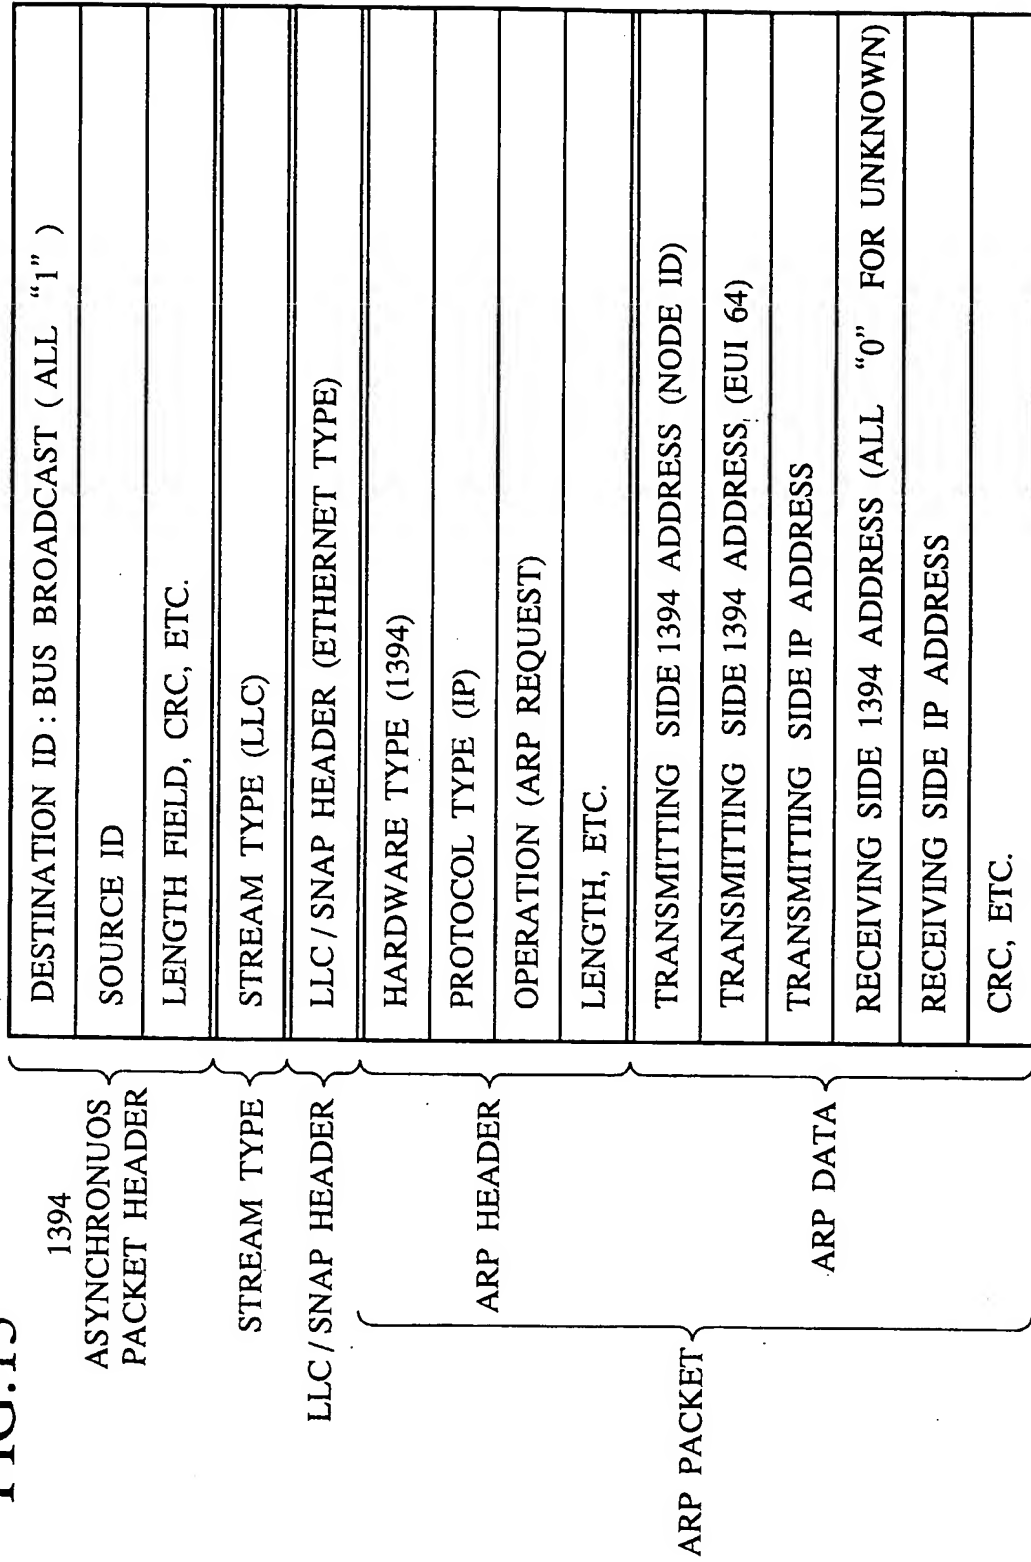 FIG.15
1394
ASYNCHRONUOS
PACKET HEADER
DESTINATION ID : BUS BROADCAST ( ALL “1” )
SOURCE ID
LENGTH FIELD, CRC, ETC.
STREAM TYPE
STREAM TYPE (LLC)
LLC / SNAP HEADER
LLC / SNAP HEADER (ETHERNET TYPE)
ARP PACKET
ARP HEADER
HARDWARE TYPE (1394)
PROTOCOL TYPE (IP)
OPERATION (ARP REQUEST)
LENGTH, ETC.
ARP DATA
TRANSMITTING SIDE 1394 ADDRESS (NODE ID)
TRANSMITTING SIDE 1394 ADDRESS (EUI 64)
TRANSMITTING SIDE IP ADDRESS
RECEIVING SIDE 1394 ADDRESS (ALL “0” FOR UNKNOWN)
RECEIVING SIDE IP ADDRESS
CRC, ETC.